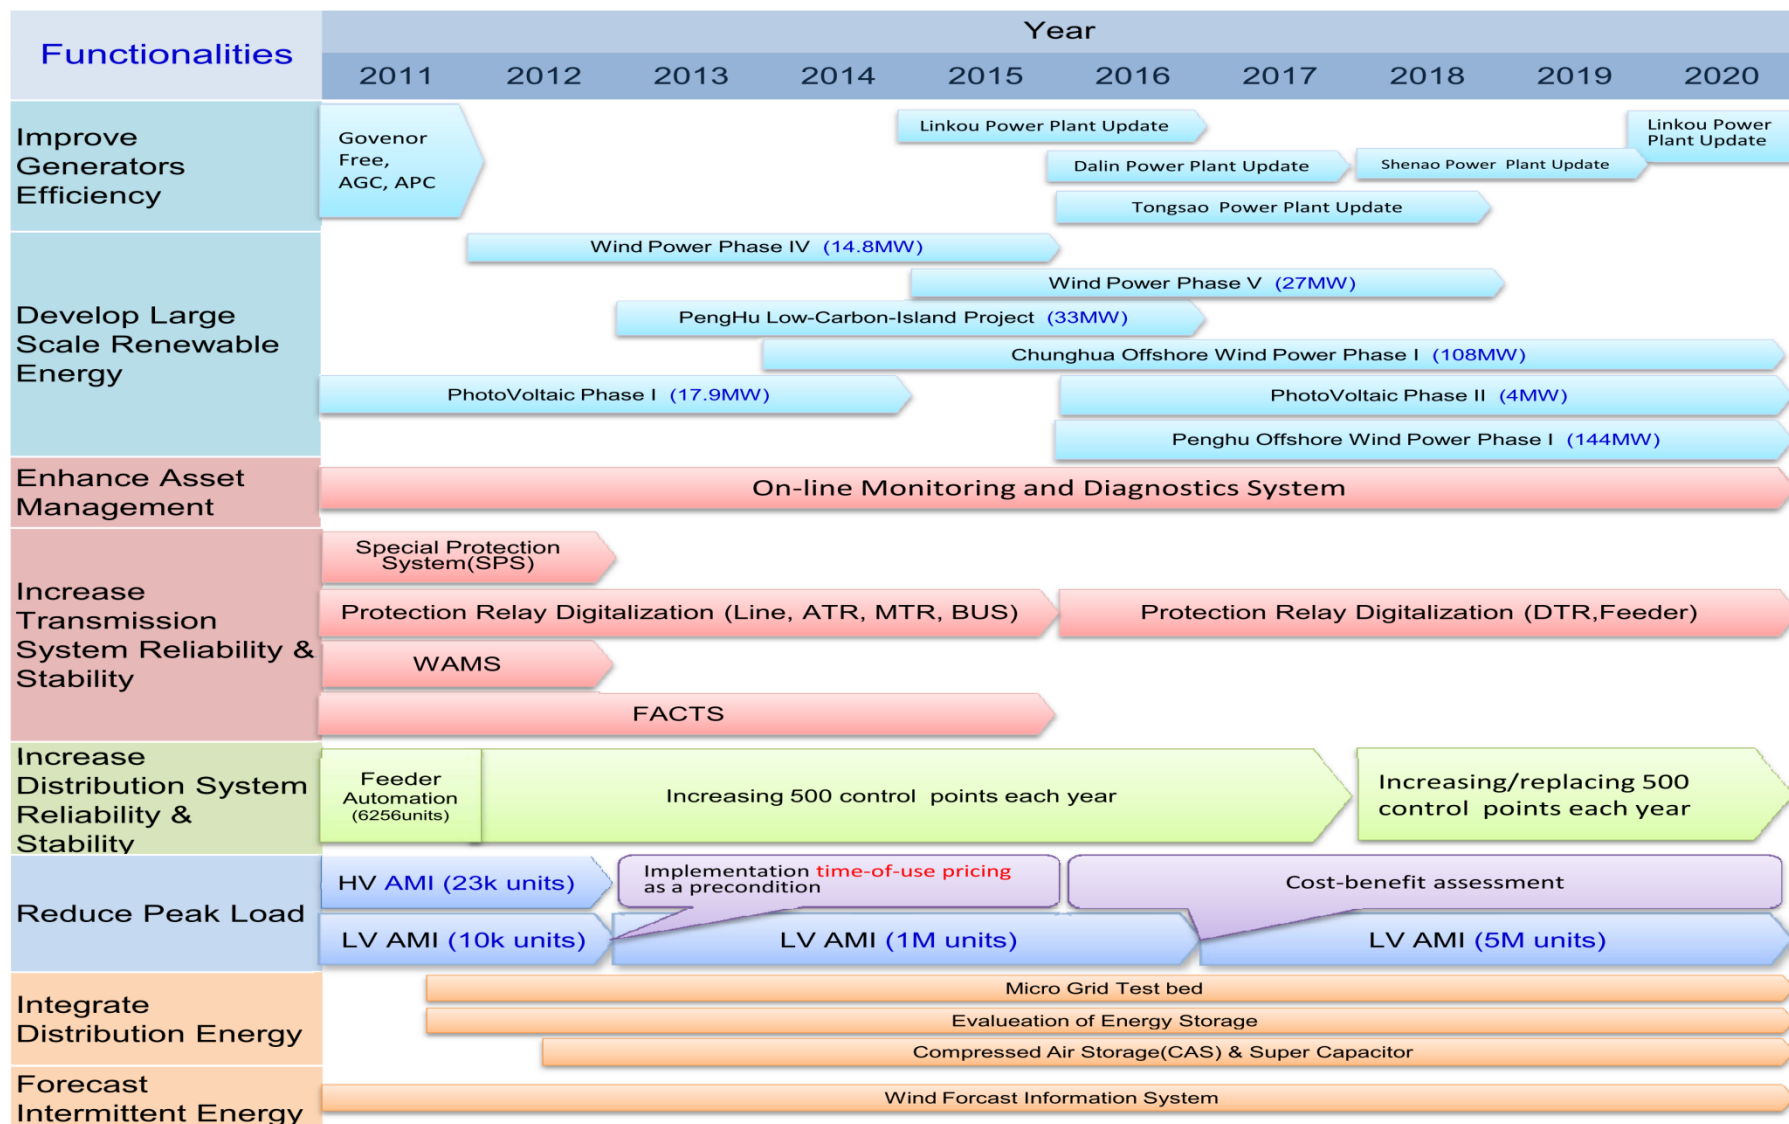 Functionalities
Year
2011 2012 2013 2014 2015 2016 2017 2018 2019 2020
Improve
Generators
Efficiency
Govenor
Free,
AGC, APC
Linkou Power Plant Update
Linkou Power
Plant Update
Dalin Power Plant Update
Shenao Power Plant Update
Tongsao Power Plant Update
Develop Large
Scale Renewable
Energy
Wind Power Phase IV (14.8MW)
Wind Power Phase V (27MW)
PengHu Low-Carbon-Island Project (33MW)
Chunghua Offshore Wind Power Phase I (108MW)
PhotoVoltaic Phase I (17.9MW)
PhotoVoltaic Phase II (4MW)
Penghu Offshore Wind Power Phase I (144MW)
Enhance Asset
Management
On-line Monitoring and Diagnostics System
Increase
Transmission
System Reliability &
Stability
Special Protection
System(SPS)
Protection Relay Digitalization (Line, ATR, MTR, BUS)
Protection Relay Digitalization (DTR,Feeder)
WAMS
FACTS
Increase
Distribution System
Reliability &
Stability
Feeder
Automation
(6256units)
Increasing 500 control points each year
Increasing/replacing 500
control points each year
Reduce Peak Load
HV AMI (23k units)
Implementation time-of-use pricing
as a precondition
Cost-benefit assessment
LV AMI (10k units)
LV AMI (1M units)
LV AMI (5M units)
Integrate
Distribution Energy
Micro Grid Test bed
Evalueation of Energy Storage
Compressed Air Storage(CAS) & Super Capacitor
Forecast
Intermittent Energy
Wind Forcast Information System